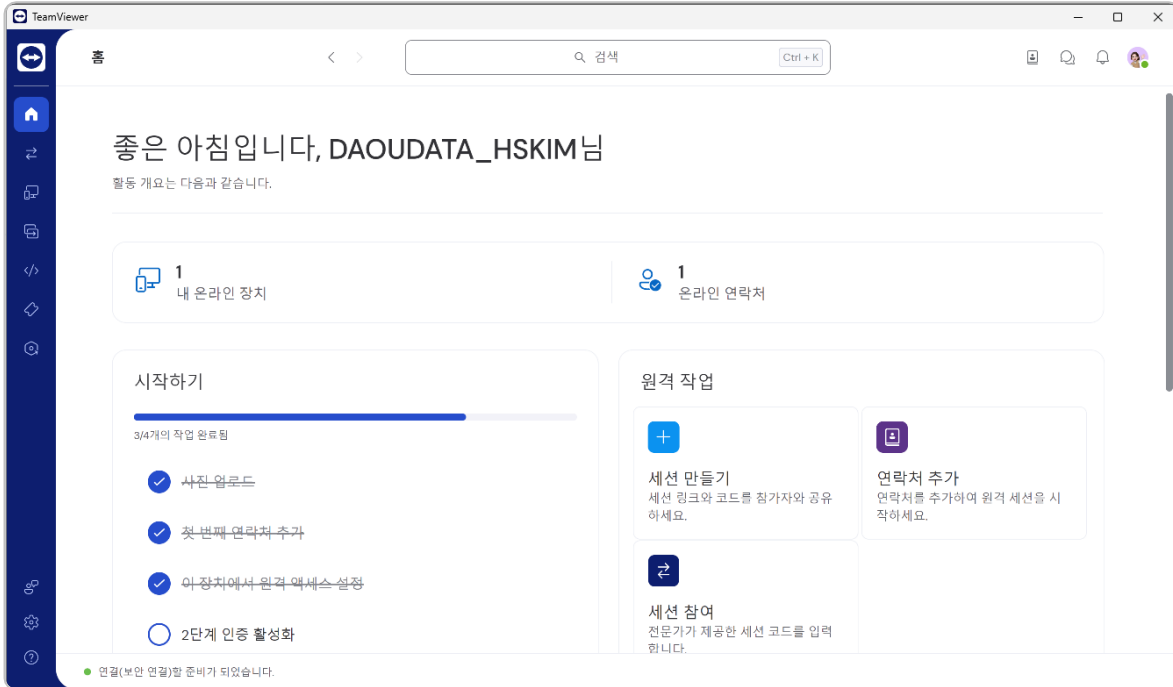 TeamViewer
홈
검색
Ctrl + K
좋은 아침입니다, DAOUDATA_HSKIM님
활동 개요는 다음과 같습니다.
1
내 온라인 장치
1
온라인 연락처
시작하기
3/4개의 작업 완료됨
사진 업로드
첫 번째 연락처 추가
이 장치에서 원격 액세스 설정
2단계 인증 활성화
원격 작업
세션 만들기
세션 링크와 코드를 참가자와 공유
하세요.
연락처 추가
연락처를 추가하여 원격 세션을 시
작하세요.
세션 참여
전문가가 제공한 세션 코드를 입력
합니다.
연결(보안 연결)할 준비가 되었습니다.